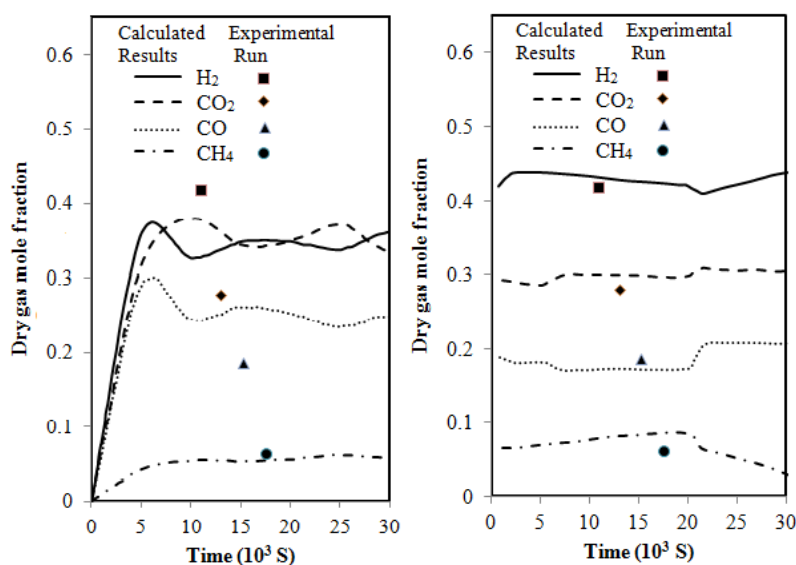 Calculated Experimental
Results Run
H2
CO2
CO
CH4
0.6
0.5
0.4
0.3
0.2
0.1
0
0 5 10 15 20 25 30
Dry gas mole fraction
Time (10³ S)
Calculated Experimental
Results Run
H2
CO2
CO
CH4
0.6
0.5
0.4
0.3
0.2
0.1
0
0 5 10 15 20 25 30
Dry gas mole fraction
Time (10³ S)